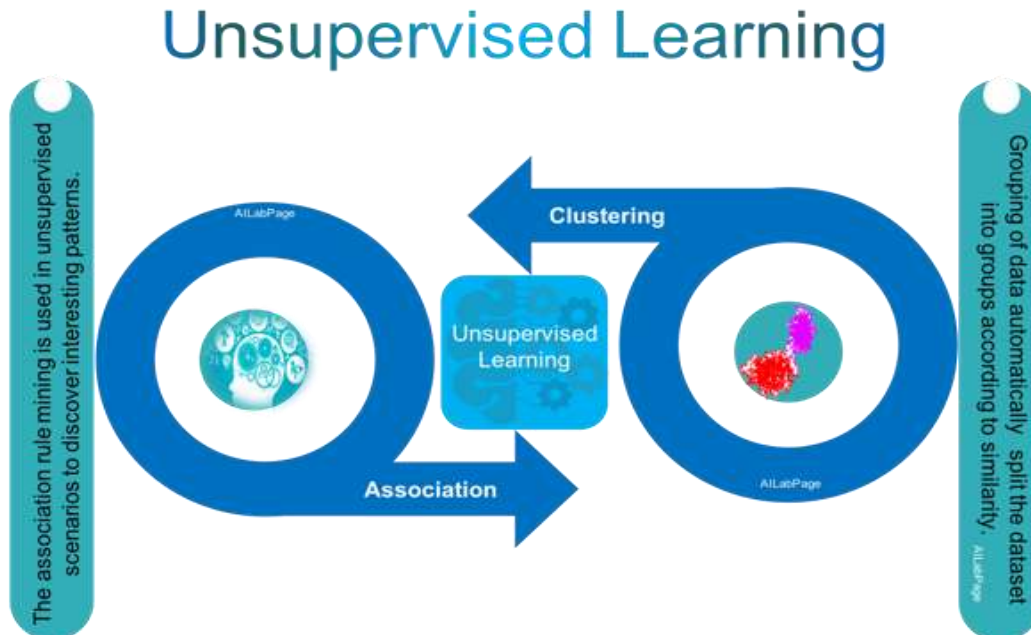 Unsupervised Learning
The association rule mining is used in unsupervised
scenarios to discover interesting patterns.
AILabPage
Association
Unsupervised
Learning
Clustering
AILabPage
Grouping of data automatically split the dataset
into groups according to similarity.
AILabPage